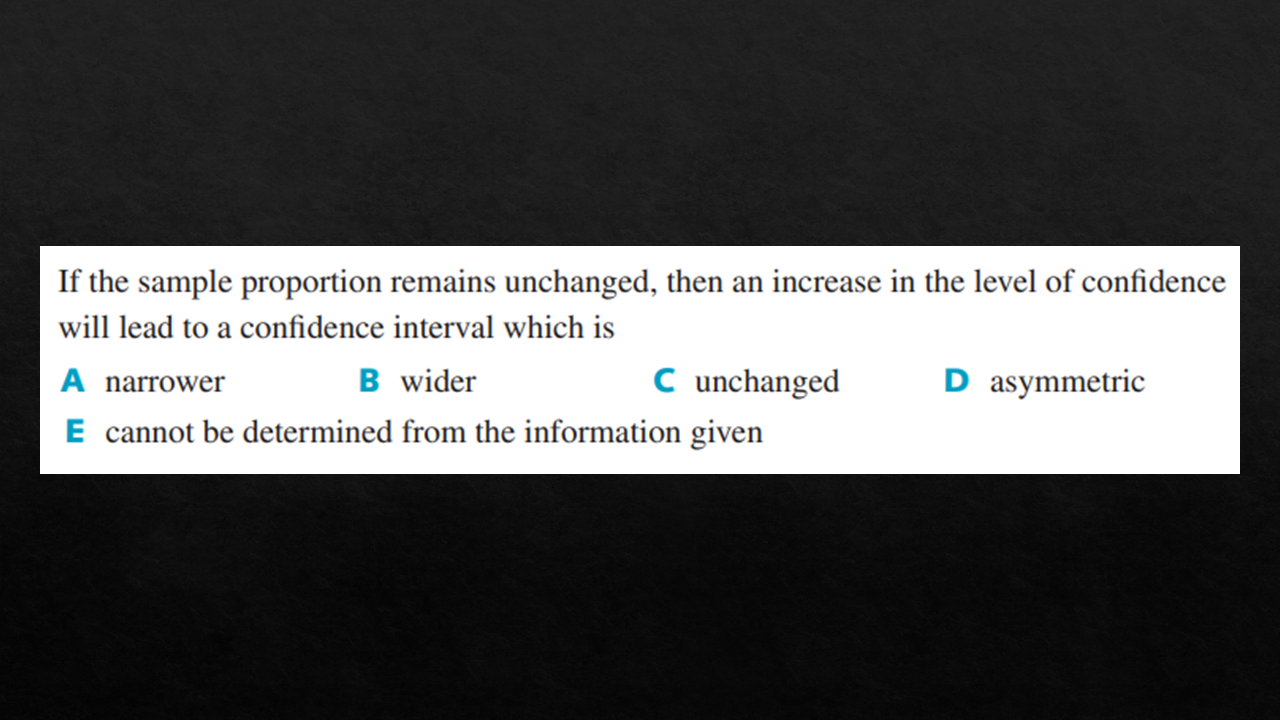 If the sample proportion remains unchanged, then an increase in the level of confidence
will lead to a confidence interval which is
A narrower B wider C unchanged D asymmetric
E cannot be determined from the information given